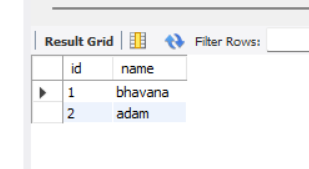 Result Grid Filter Rows:
id name
1 bhavana
2 adam